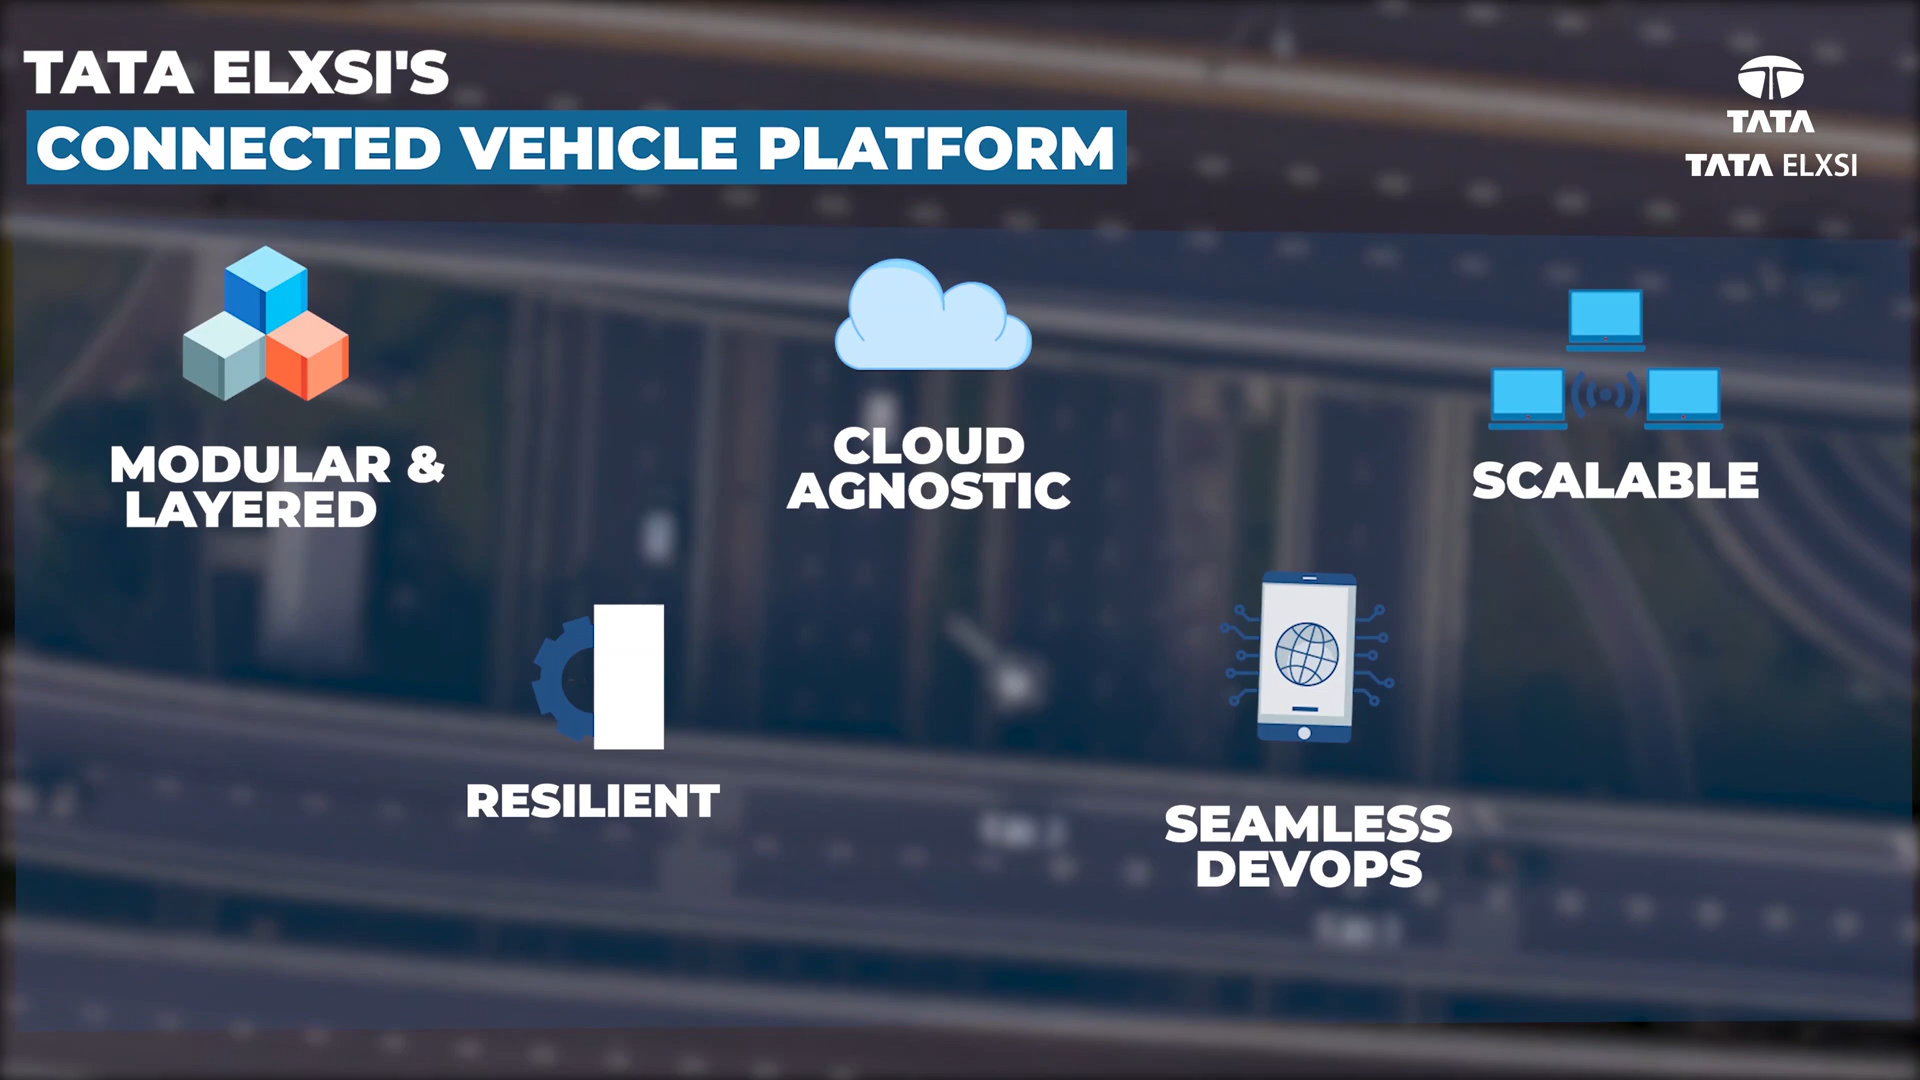 TATA ELXSI'S
CONNECTED VEHICLE PLATFORM
TATA
TATA ELXSI
MODULAR &
LAYERED
CLOUD
AGNOSTIC
SCALABLE
RESILIENT
SEAMLESS
DEVOPS